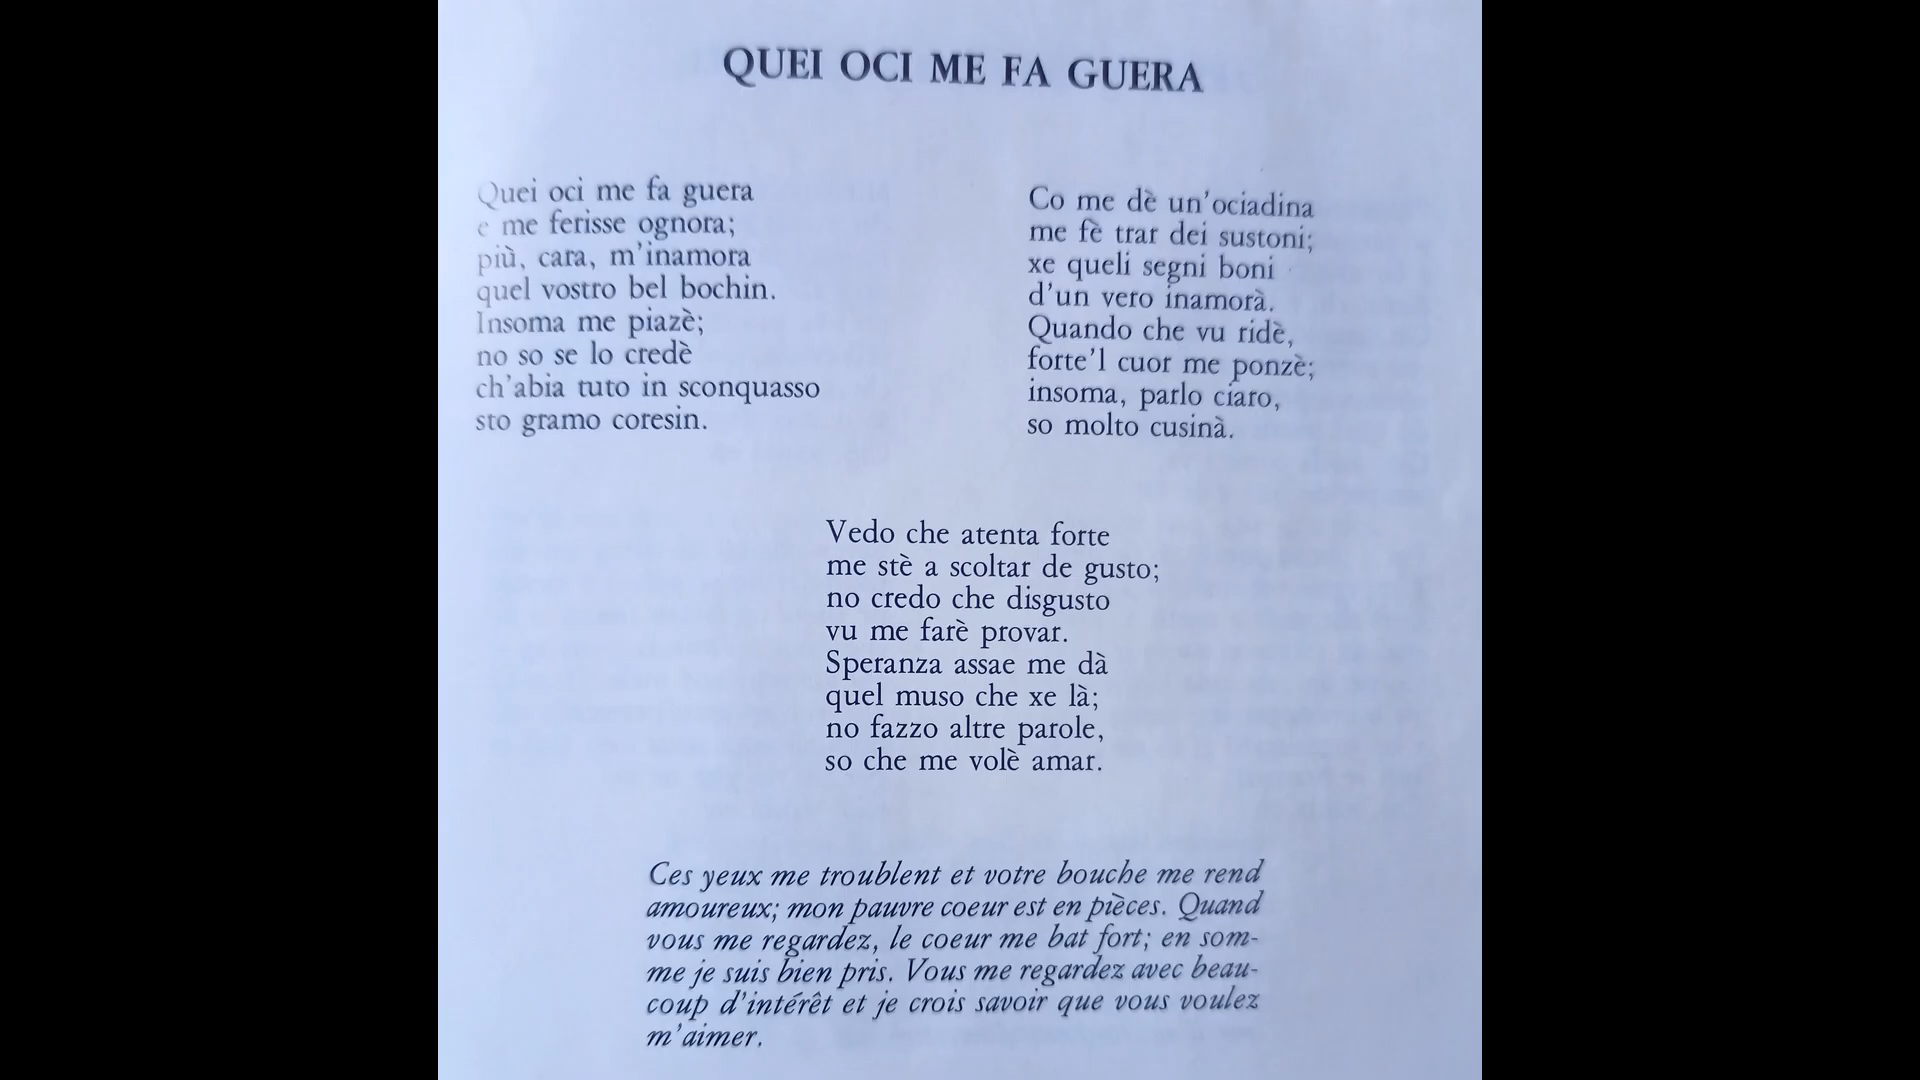 QUEI OCI ME FA GUERA
Quei oci me fa guera
e me ferisse ognora;
più, cara, m'inamora
quel vostro bel bochin.
Insoma me piazè;
no so se lo credè
ch'abia tuto in sconquasso
sto gramo coresin.
Co me dè un'ociadina
me fè trar dei sustoni;
xe queli segni boni
d'un vero inamorà.
Quando che vu ridè,
forte'l cuor me ponzè;
insoma, parlo ciaro,
so molto cusinà.
Vedo che atenta forte
me stè a scoltar de gusto;
no credo che disgusto
vu me farè provar.
Speranza assae me dà
quel muso che xe là;
no fazzo altre parole,
so che me volè amar.
Ces yeux me troublent et votre bouche me rend
amoureux; mon pauvre coeur est en pièces. Quand
vous me regardez, le coeur me bat fort; en som-
me je suis bien pris. Vous me regardez avec beau-
coup d'intérêt et je crois savoir que vous voulez
m'aimer.